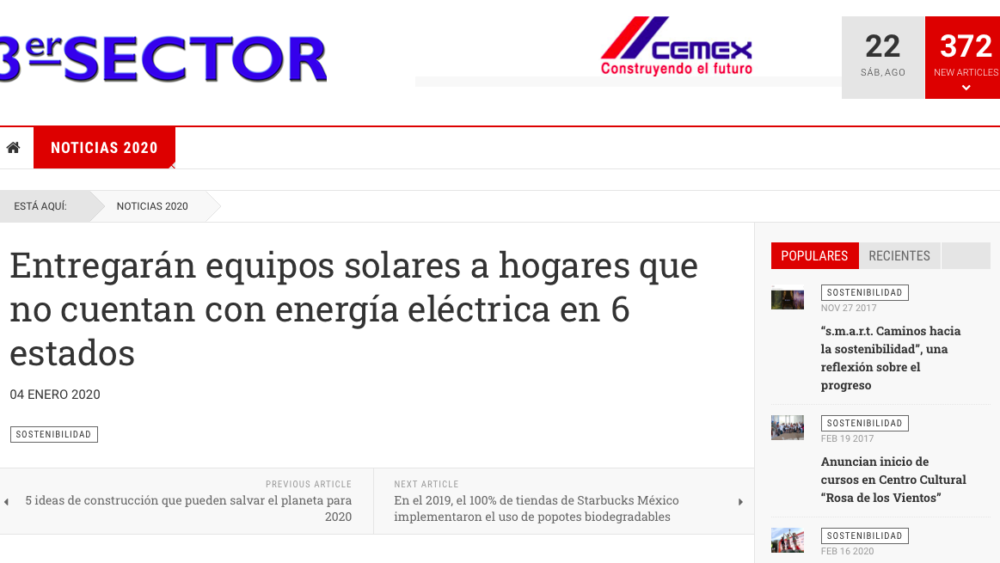 3erSECTOR
CEMEX
Construyendo el futuro
22
SÁB, AGO
372
NEW ARTICLES
NOTICIAS 2020
ESTÁ AQUÍ:
NOTICIAS 2020
Entregarán equipos solares a hogares que
no cuentan con energía eléctrica en 6
estados
04 ENERO 2020
SOSTENIBILIDAD
PREVIOUS ARTICLE
5 ideas de construcción que pueden salvar el planeta para
2020
NEXT ARTICLE
En el 2019, el 100% de tiendas de Starbucks México
implementaron el uso de popotes biodegradables
POPULARES
RECIENTES
SOSTENIBILIDAD
NOV 27 2017
“s.m.a.r.t. Caminos hacia
la sostenibilidad”, una
reflexión sobre el
progreso
SOSTENIBILIDAD
FEB 19 2017
Anuncian inicio de
cursos en Centro Cultural
“Rosa de los Vientos”
SOSTENIBILIDAD
FEB 16 2020